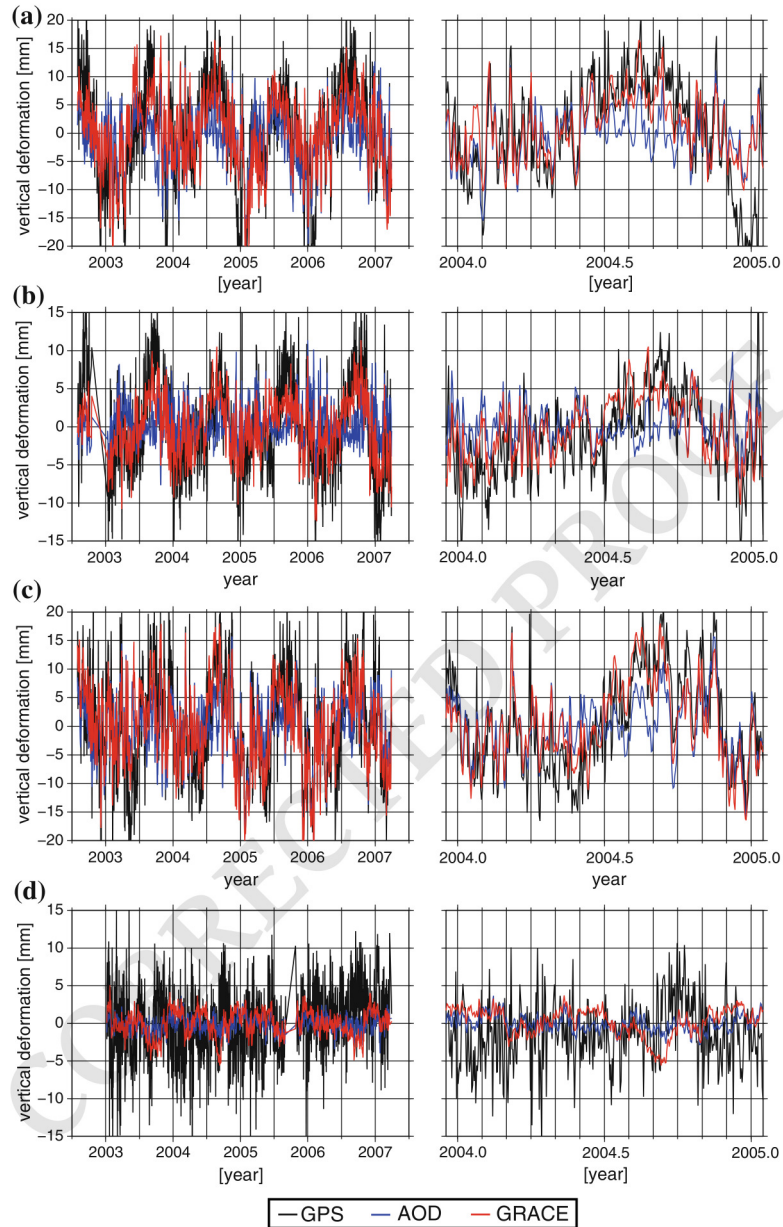 (a)
vertical deformation [mm]
20
15
10
5
0
−5
−10
−15
−20
2003 2004 2005 2006 2007
[year]
2004.0 2004.5 2005.0
[year]
(b)
vertical deformation [mm]
15
10
5
0
−5
−10
−15
2003 2004 2005 2006 2007
year
2004.0 2004.5 2005.0
year
(c)
vertical deformation [mm]
20
15
10
5
0
−5
−10
−15
−20
2003 2004 2005 2006 2007
year
2004.0 2004.5 2005.0
year
(d)
vertical deformation [mm]
15
10
5
0
−5
−10
−15
2003 2004 2005 2006 2007
[year]
2004.0 2004.5 2005.0
[year]
GPS AOD GRACE
CORRECTED PROOF